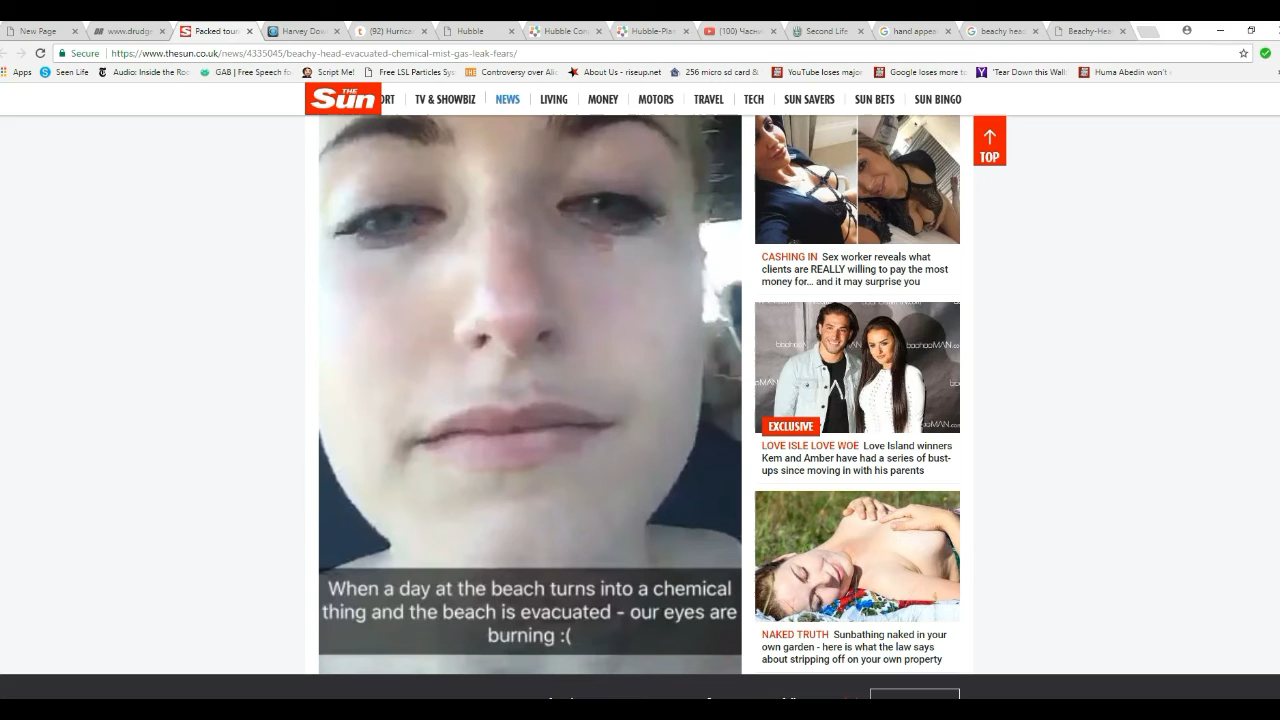 New Page
www.drudg
Packed tour
Harvey Dow
(92) Hurrica
Hubble
Hubble Con
Hubble-Pla
(100) Части
Second Life
hand appea
beachy head
Beachy-Hea
Secure
https://www.thesun.co.uk/news/4335045/beachy-head-evacuated-chemical-mist-gas-leak-fears/
Apps
Seen Life
Audio: Inside the Ro
GAB | Free Speech fo
Script Me!
Free LSL Particles Sy
Controversy over Ali
About Us - riseup.net
256 micro sd card &
YouTube loses major
Google loses more t
'Tear Down this Wall
Huma Abedin won't
THE Sun
ORT
TV & SHOWBIZ
NEWS
LIVING
MONEY
MOTORS
TRAVEL
TECH
SUN SAVERS
SUN BETS
SUN BINGO
TOP
When a day at the beach turns into a chemical
thing and the beach is evacuated - our eyes are
burning :(
CASHING IN Sex worker reveals what
clients are REALLY willing to pay the most
money for... and it may surprise you
boohooMAN.co
EXCLUSIVE
LOVE ISLE LOVE WOE Love Island winners
Kem and Amber have had a series of bust-
ups since moving in with his parents
NAKED TRUTH Sunbathing naked in your
own garden - here is what the law says
about stripping off on your own property